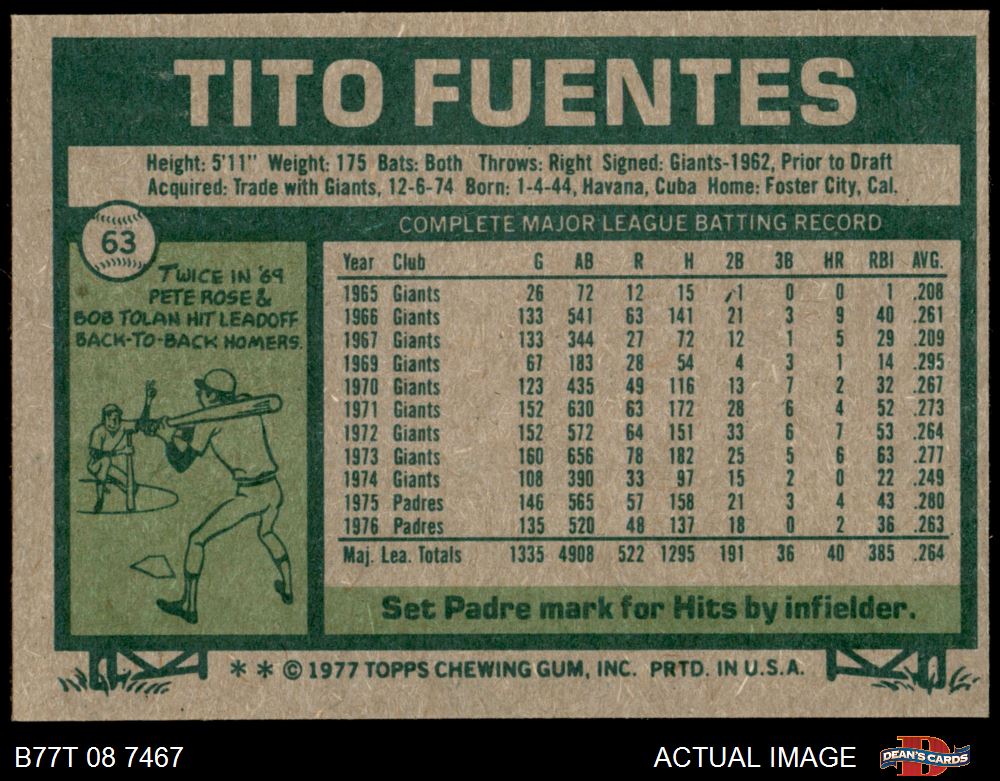 TITO FUENTES
Height: 5'11" Weight: 175 Bats: Both Throws: Right Signed: Giants-1962, Prior to Draft
Acquired: Trade with Giants, 12-6-74 Born: 1-4-44, Havana, Cuba Home: Foster City, Cal.
63
TWICE IN '69
PETE ROSE &
BOB TOLAN HIT LEADOFF
BACK-TO-BACK HOMERS.
COMPLETE MAJOR LEAGUE BATTING RECORD
Year Club G AB R H 2B 3B HR RBI AVG.
1965 Giants 26 72 12 15 1 0 0 1 .208
1966 Giants 133 541 63 141 21 3 9 40 .261
1967 Giants 133 344 27 72 12 1 5 29 .209
1969 Giants 67 183 28 54 4 3 1 14 .295
1970 Giants 123 435 49 116 13 7 2 32 .267
1971 Giants 152 630 63 172 28 6 4 52 .273
1972 Giants 152 572 64 151 33 6 7 53 .264
1973 Giants 160 656 78 182 25 5 6 63 .277
1974 Giants 108 390 33 97 15 2 0 22 .249
1975 Padres 146 565 57 158 21 3 4 43 .280
1976 Padres 135 520 48 137 18 0 2 36 .263
Maj. Lea. Totals 1335 4908 522 1295 191 36 40 385 .264
Set Padre mark for Hits by infielder.
* * © 1977 TOPPS CHEWING GUM, INC. PRTD. IN U.S.A.
B77T 08 7467 ACTUAL IMAGE
D
DEAN'S CARDS